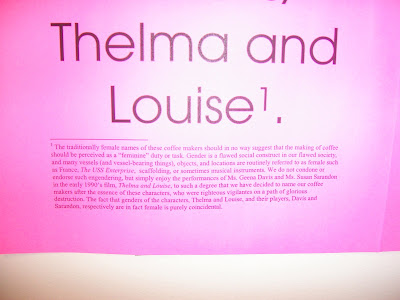 Thelma and
Louise¹.
¹ The traditionally female names of these coffee makers should in no way suggest that the making of coffee
should be perceived as a "feminine" duty or task. Gender is a flawed social construct in our flawed society,
and many vessels (and vessel-bearing things), objects, and locations are routinely referred to as female such
as France, The USS Enterprise, scaffolding, or sometimes musical instruments. We do not condone or
endorse such engendering, but simply enjoy the performances of Ms. Geena Davis and Ms. Susan Sarandon
in the early 1990's film, Thelma and Louise, to such a degree that we have decided to name our coffee
makers after the essence of these characters, who were righteous vigilantes on a path of glorious
destruction. The fact that genders of the characters, Thelma and Louise, and their players, Davis and
Sarandon, respectively are in fact female is purely coincidental.